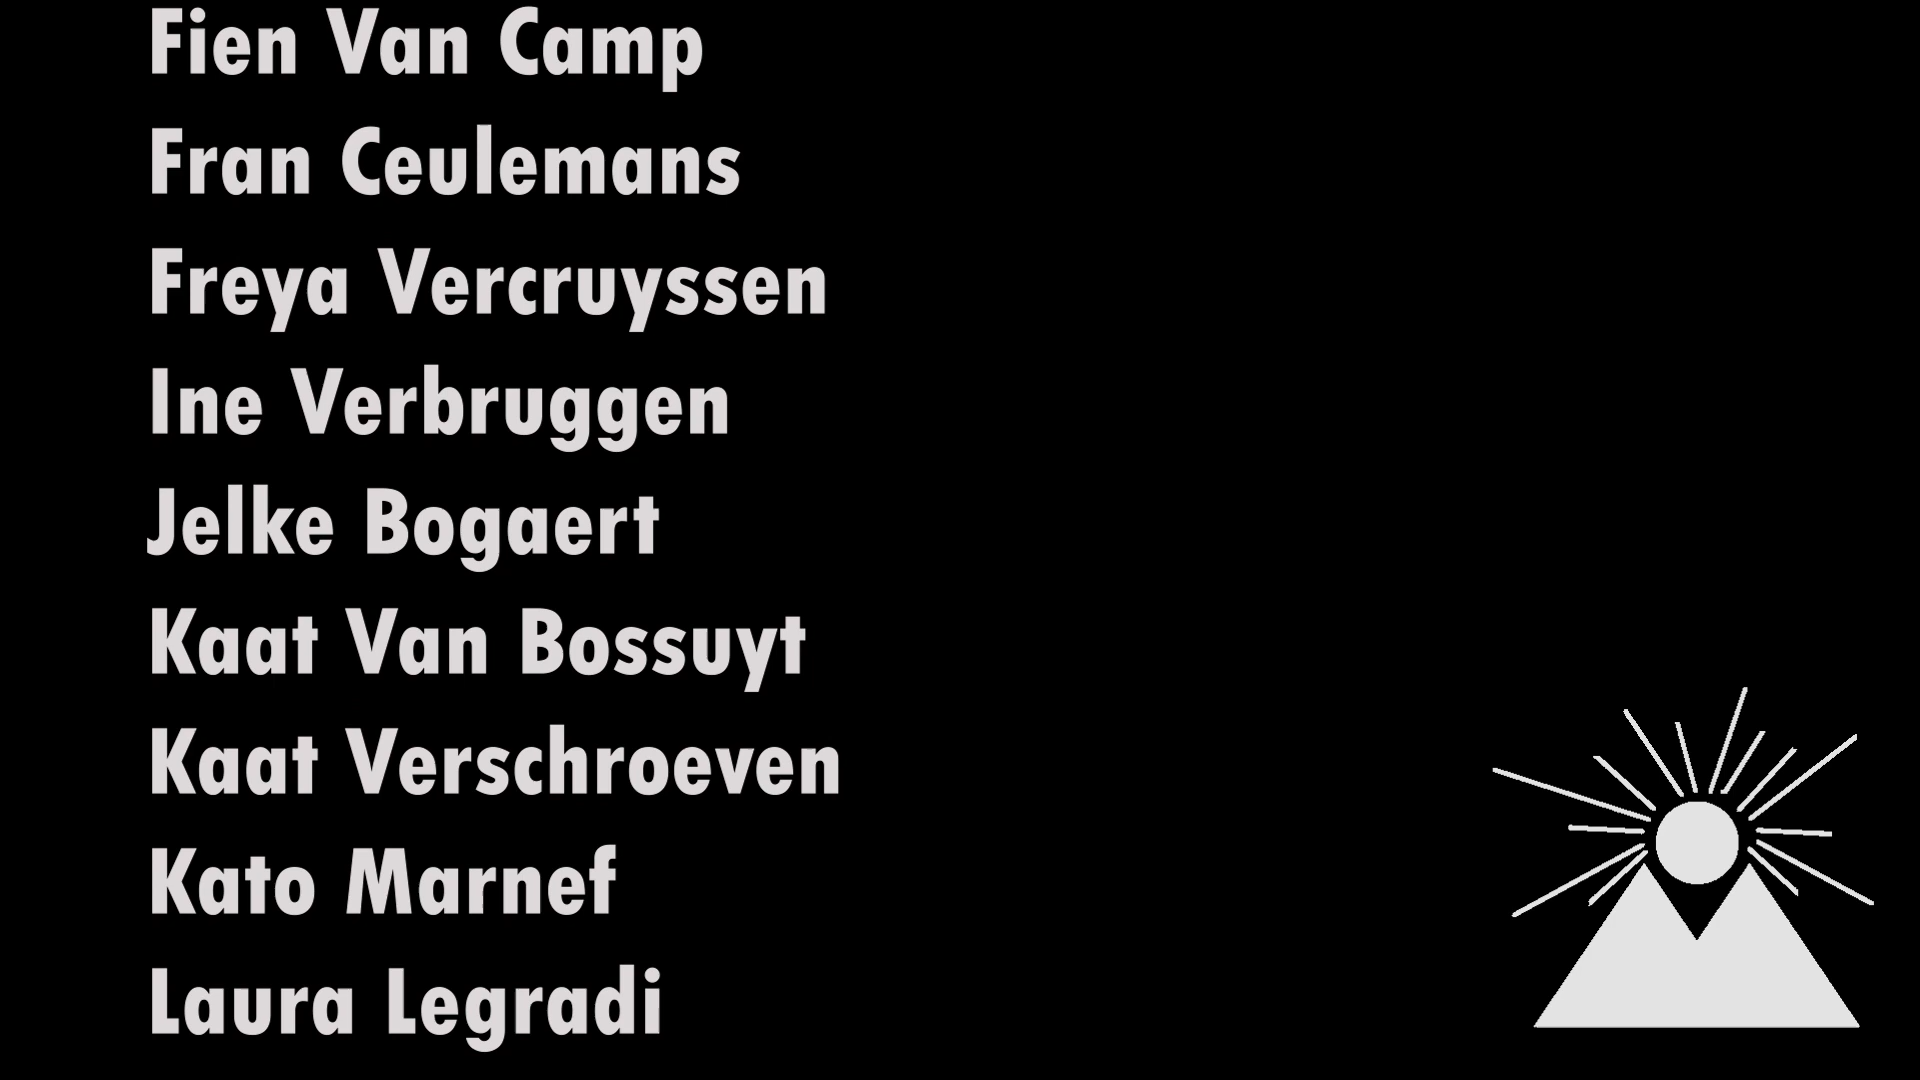 Fien Van Camp
Fran Ceulemans
Freya Vercruyssen
Ine Verbruggen
Jelke Bogaert
Kaat Van Bossuyt
Kaat Verschroeven
Kato Marnef
Laura Legradi